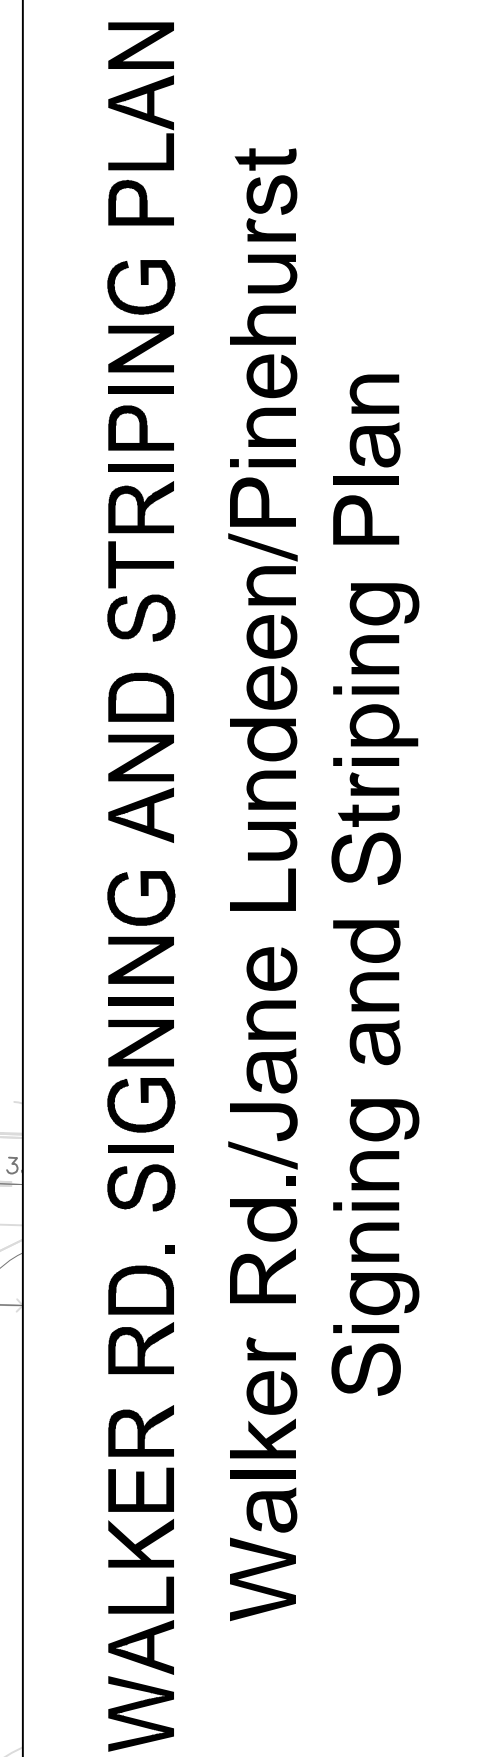 WALKER RD. SIGNING AND STRIPING PLAN
Walker Rd./Jane Lundeen/Pinehurst
Signing and Striping Plan